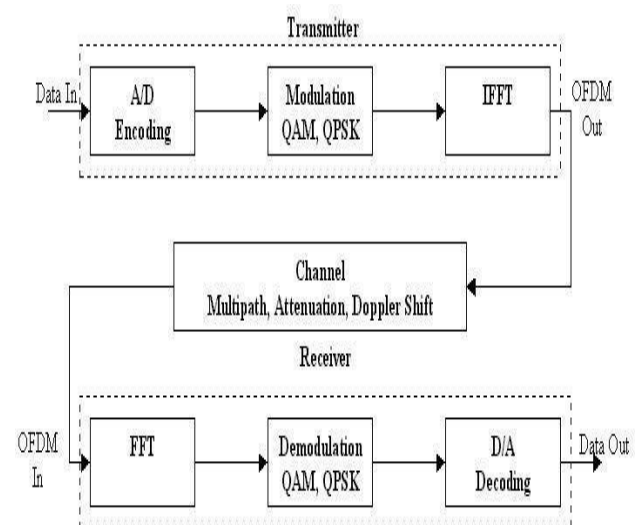 Transmitter
Data In
A/D
Encoding
Modulation
QAM, QPSK
IFFT
OFDM
Out
Channel
Multipath, Attenuation, Doppler Shift
Receiver
OFDM
In
FFT
Demodulation
QAM, QPSK
D/A
Decoding
Data Out